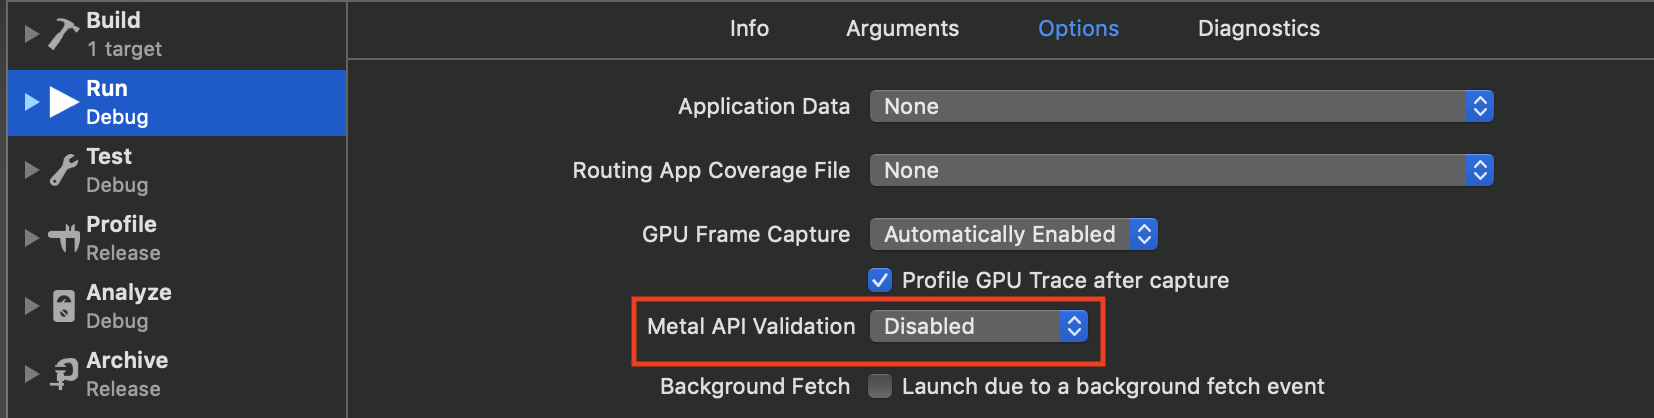 Build
1 target
Run
Debug
Test
Debug
Profile
Release
Analyze
Debug
Archive
Release
Info Arguments Options Diagnostics
Application Data None
Routing App Coverage File None
GPU Frame Capture Automatically Enabled
Profile GPU Trace after capture
Metal API Validation Disabled
Background Fetch Launch due to a background fetch event